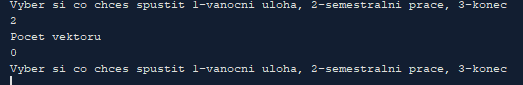 Vyber si co chces spustit 1-vanocni uloha, 2-semestralni prace, 3-konec
2
Pocet vektoru
0
Vyber si co chces spustit 1-vanocni uloha, 2-semestralni prace, 3-konec